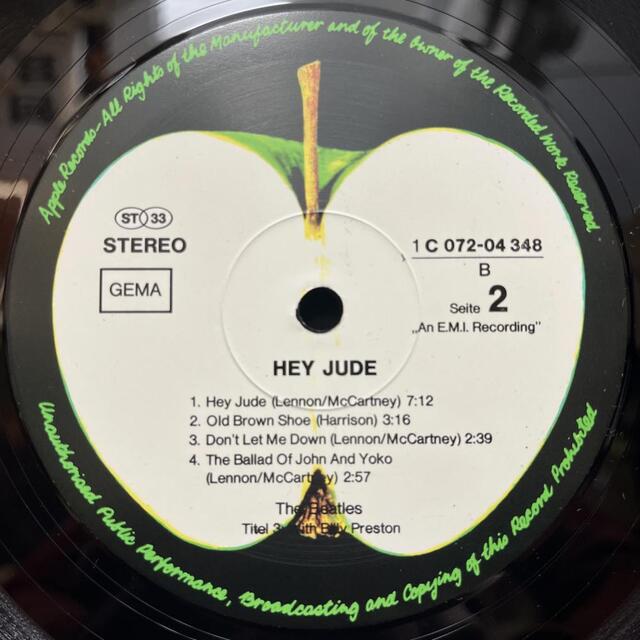 Apple Records-All Rights of the Manufacturer and of the Owner of the Recorded Work Reserved.
ST 33
STEREO
GEMA
1 C 072-04 348
B
Seite 2
„An E.M.I. Recording"
HEY JUDE
1. Hey Jude (Lennon/McCartney) 7:12
2. Old Brown Shoe (Harrison) 3:16
3. Don't Let Me Down (Lennon/McCartney) 2:39
4. The Ballad Of John And Yoko
(Lennon/McCartney) 2:57
The Beatles
Titel 3: with Billy Preston
Unauthorized Public Performance, Broadcasting and Copying of this Record Prohibited